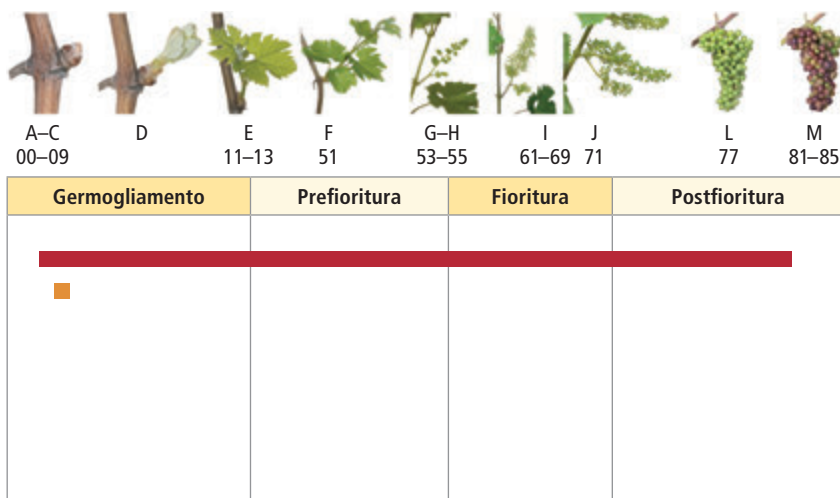 A–C D E F G–H I J L M
00–09 11–13 51 53–55 61–69 71 77 81–85
Germogliamento Prefioritura Fioritura Postfioritura